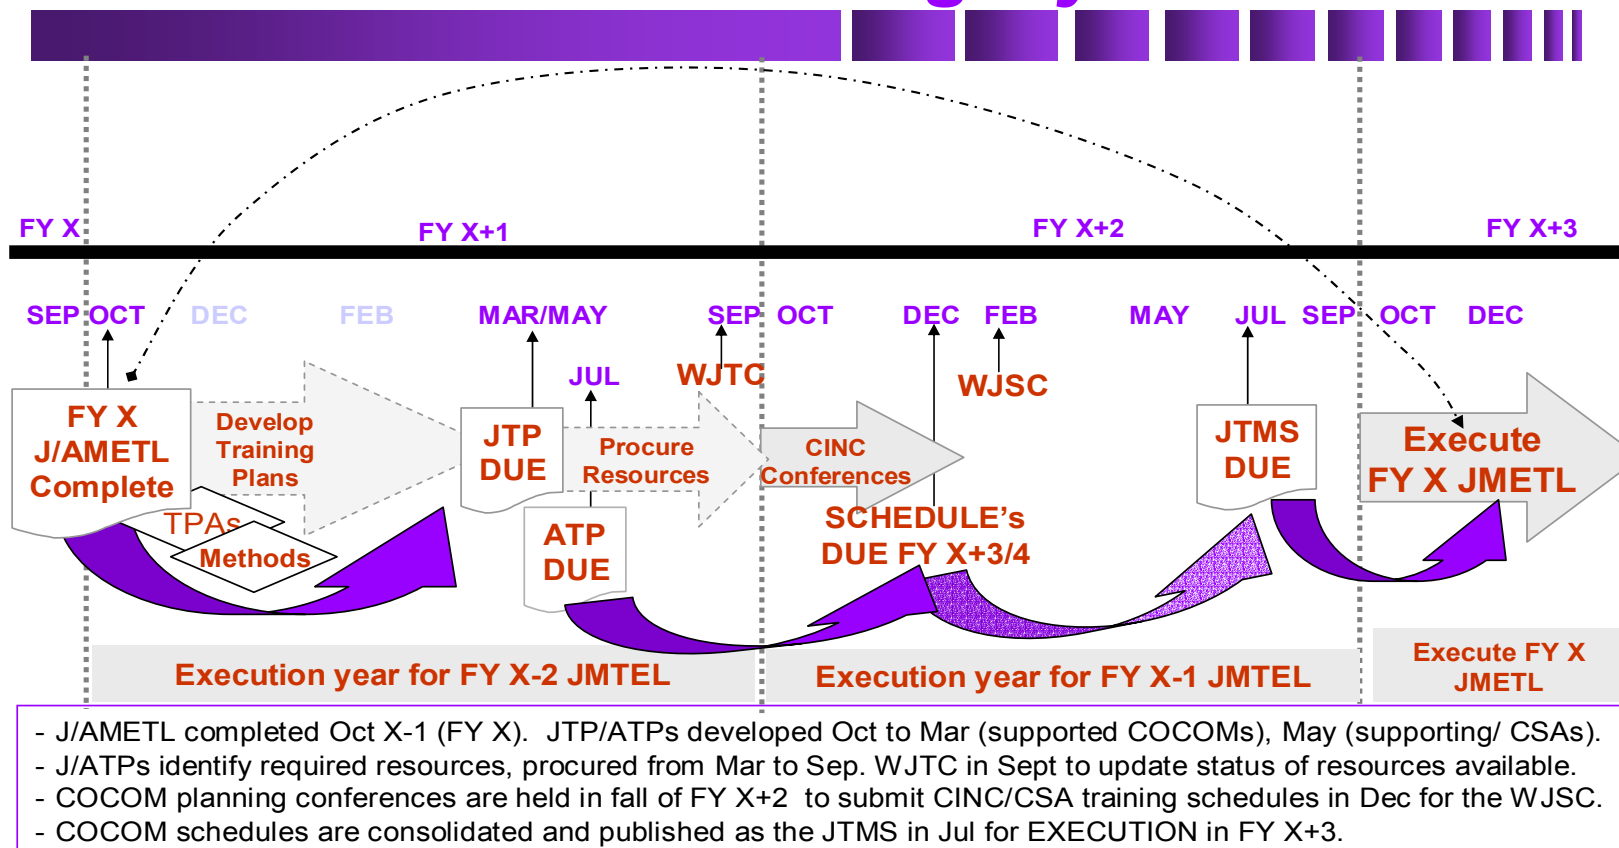 FY X
FY X+1
FY X+2
FY X+3
SEP
OCT
DEC
FEB
MAR/MAY
SEP
OCT
DEC
FEB
MAY
JUL
SEP
OCT
DEC
JUL
WJTC
WJSC
FY X
J/AMETL
Complete
Develop
Training
Plans
TPAs
Methods
JTP
DUE
Procure
Resources
ATP
DUE
CINC
Conferences
SCHEDULE's
DUE FY X+3/4
JTMS
DUE
Execute
FY X JMETL
Execution year for FY X-2 JMTEL
Execution year for FY X-1 JMTEL
Execute FY X
JMETL
- J/AMETL completed Oct X-1 (FY X). JTP/ATPs developed Oct to Mar (supported COCOMs), May (supporting/ CSAs).
- J/ATPs identify required resources, procured from Mar to Sep. WJTC in Sept to update status of resources available.
- COCOM planning conferences are held in fall of FY X+2 to submit CINC/CSA training schedules in Dec for the WJSC.
- COCOM schedules are consolidated and published as the JTMS in Jul for EXECUTION in FY X+3.